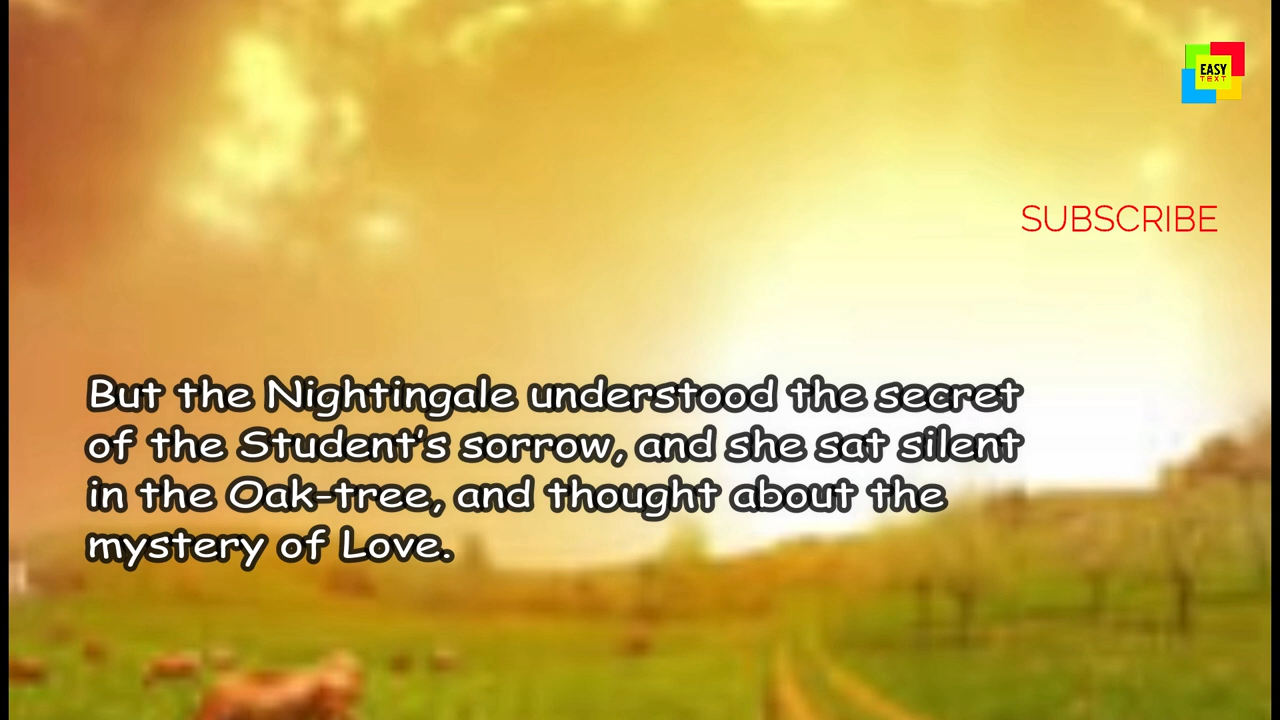 EASY
TEXT
SUBSCRIBE
But the Nightingale understood the secret
of the Student's sorrow, and she sat silent
in the Oak-tree, and thought about the
mystery of Love.